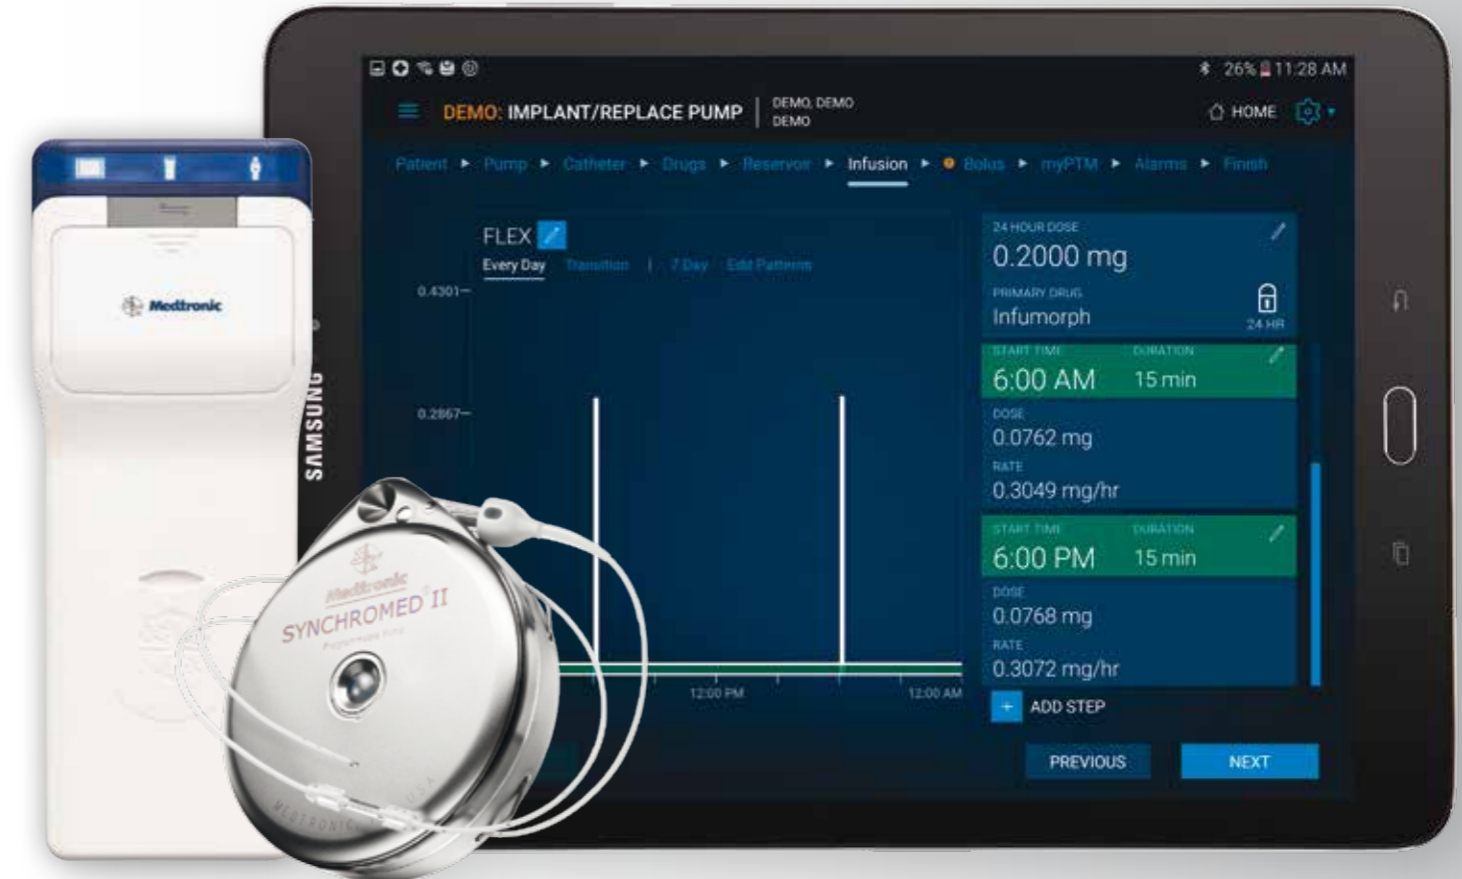 26% 11:28 AM
DEMO: IMPLANT/REPLACE PUMP
DEMO, DEMO
DEMO
HOME
Patient Pump Catheter Drugs Reservoir Infusion Bolus myPTM Alarms Finish
FLEX
Every Day Transition | 7 Day Edit Patterns
0.4301
0.2867
12:00 PM
12:00 AM
24 HOUR DOSE
0.2000 mg
PRIMARY DRUG
Infumorph
24 HR
START TIME DURATION
6:00 AM 15 min
DOSE
0.0762 mg
RATE
0.3049 mg/hr
START TIME DURATION
6:00 PM 15 min
DOSE
0.0768 mg
RATE
0.3072 mg/hr
+ ADD STEP
PREVIOUS
NEXT
SAMSUNG
Medtronic
Medtronic
SYNCHROMED® II
Programmable Pump
MEDTRONIC
USA